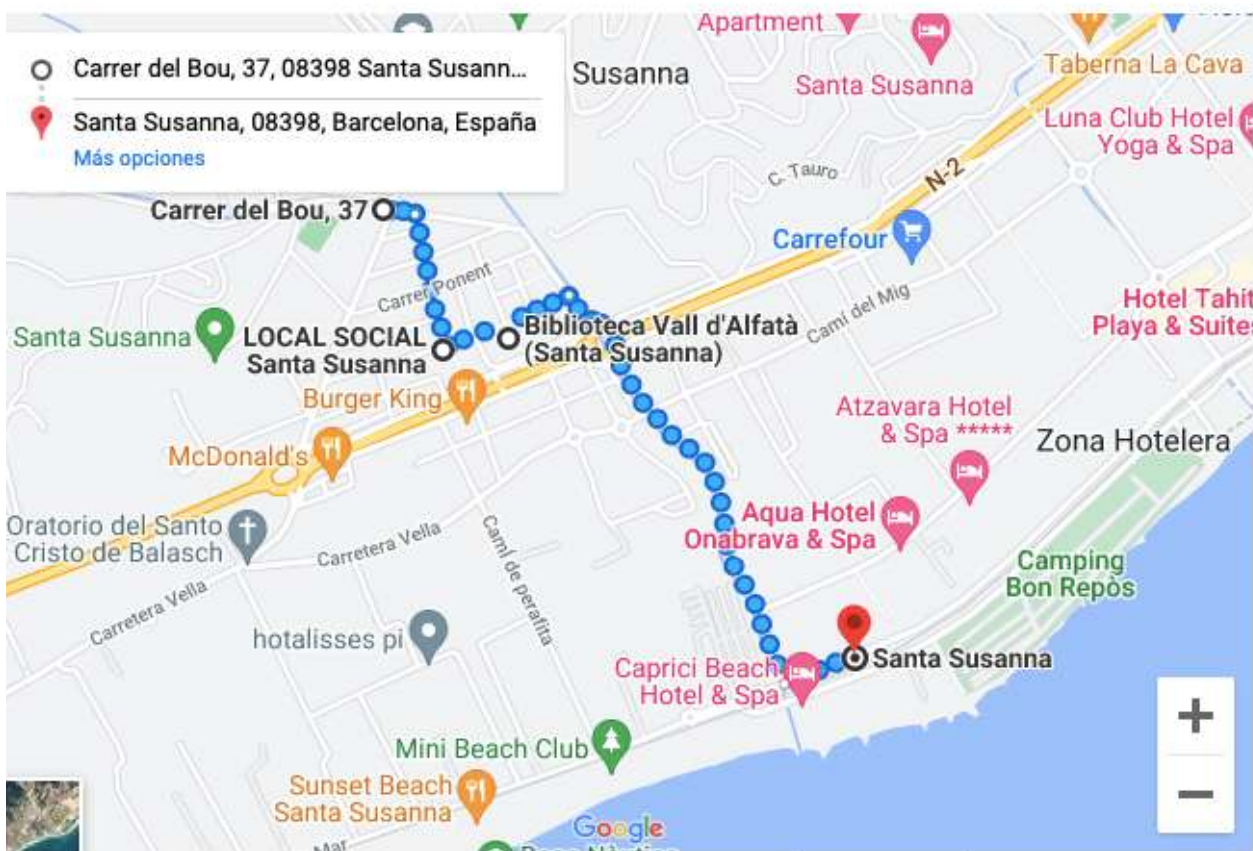 Carrer del Bou, 37, 08398 Santa Susann...
Santa Susanna, 08398, Barcelona, España
Más opciones
Apartment
Susanna
Santa Susanna
Taberna La Cava
Luna Club Hotel
Yoga & Spa
C. Tauro
N-2
Carrer del Bou, 37
Carrefour
Carrer Ponent
Camí del Mig
Hotel Tahit
Playa & Suites
Santa Susanna
LOCAL SOCIAL
Santa Susanna
Biblioteca Vall d'Alfatà
(Santa Susanna)
Burger King
Atzavara Hotel
& Spa *****
Zona Hotelera
McDonald's
Aqua Hotel
Onabrava & Spa
Oratorio del Santo
Cristo de Balasch
Carretera Vella
Camí de perafita
Camping
Bon Repòs
Carretera Vella
hotalisses pi
Santa Susanna
Caprici Beach
Hotel & Spa
Mini Beach Club
Sunset Beach
Santa Susanna
Google
Mar